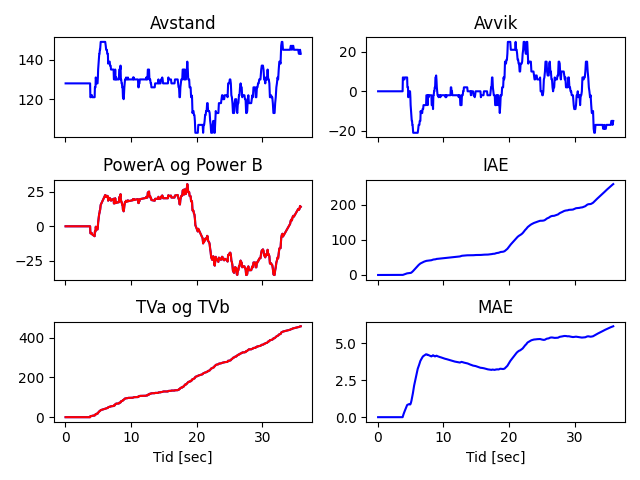 Avstand
Avvik
140
120
20
0
−20
PowerA og Power B
IAE
25
0
−25
200
100
0
TVa og TVb
MAE
400
200
0
5.0
2.5
0.0
0 10 20 30
0 10 20 30
Tid [sec]
Tid [sec]